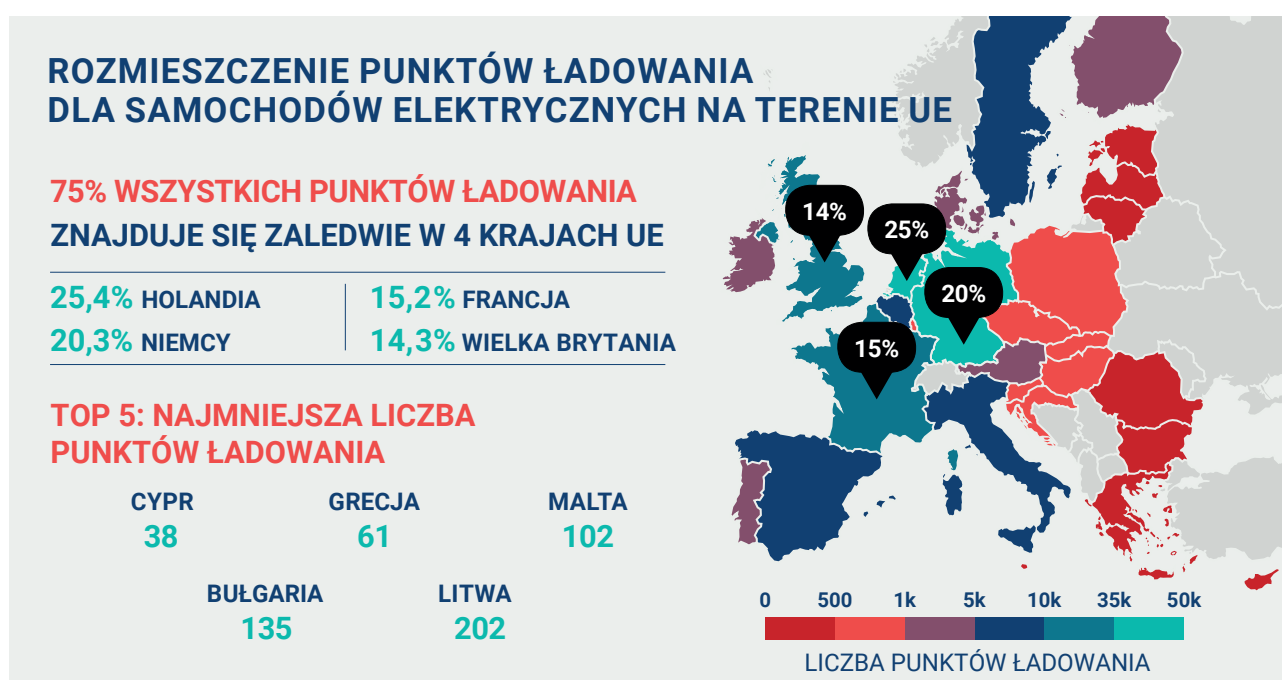 ROZMIESZCZENIE PUNKTÓW ŁADOWANIA
DLA SAMOCHODÓW ELEKTRYCZNYCH NA TERENIE UE
75% WSZYSTKICH PUNKTÓW ŁADOWANIA
ZNAJDUJE SIĘ ZALEDWIE W 4 KRAJACH UE
25,4% HOLANDIA
15,2% FRANCJA
20,3% NIEMCY
14,3% WIELKA BRYTANIA
TOP 5: NAJMNIEJSZA LICZBA
PUNKTÓW ŁADOWANIA
CYPR
38
GRECJA
61
MALTA
102
BUŁGARIA
135
LITWA
202
14%
25%
20%
15%
0 500 1k 5k 10k 35k 50k
LICZBA PUNKTÓW ŁADOWANIA